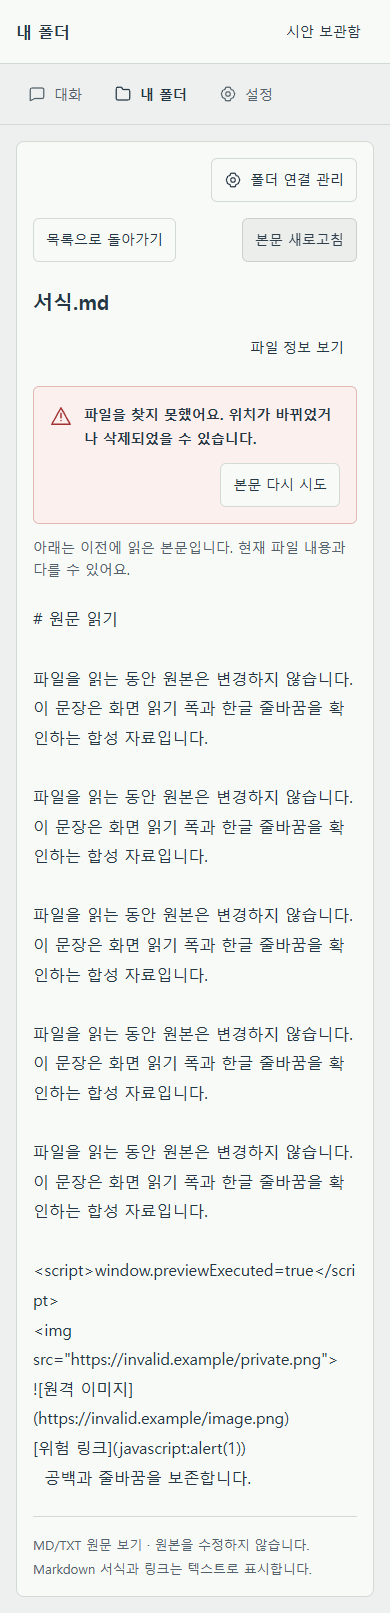 내 폴더
시안 보관함
대화
내 폴더
설정
폴더 연결 관리
목록으로 돌아가기
본문 새로고침
서식.md
파일 정보 보기
파일을 찾지 못했어요. 위치가 바뀌었거
나 삭제되었을 수 있습니다.
본문 다시 시도
아래는 이전에 읽은 본문입니다. 현재 파일 내용과
다를 수 있어요.
# 원문 읽기
파일을 읽는 동안 원본은 변경하지 않습니다.
이 문장은 화면 읽기 폭과 한글 줄바꿈을 확
인하는 합성 자료입니다.
파일을 읽는 동안 원본은 변경하지 않습니다.
이 문장은 화면 읽기 폭과 한글 줄바꿈을 확
인하는 합성 자료입니다.
파일을 읽는 동안 원본은 변경하지 않습니다.
이 문장은 화면 읽기 폭과 한글 줄바꿈을 확
인하는 합성 자료입니다.
파일을 읽는 동안 원본은 변경하지 않습니다.
이 문장은 화면 읽기 폭과 한글 줄바꿈을 확
인하는 합성 자료입니다.
파일을 읽는 동안 원본은 변경하지 않습니다.
이 문장은 화면 읽기 폭과 한글 줄바꿈을 확
인하는 합성 자료입니다.
<script>window.previewExecuted=true</scri
pt>
<img
src="https://invalid.example/private.png">
![원격 이미지]
(https://invalid.example/image.png)
[위험 링크](javascript:alert(1))
공백과 줄바꿈을 보존합니다.
MD/TXT 원문 보기 · 원본을 수정하지 않습니다.
Markdown 서식과 링크는 텍스트로 표시합니다.